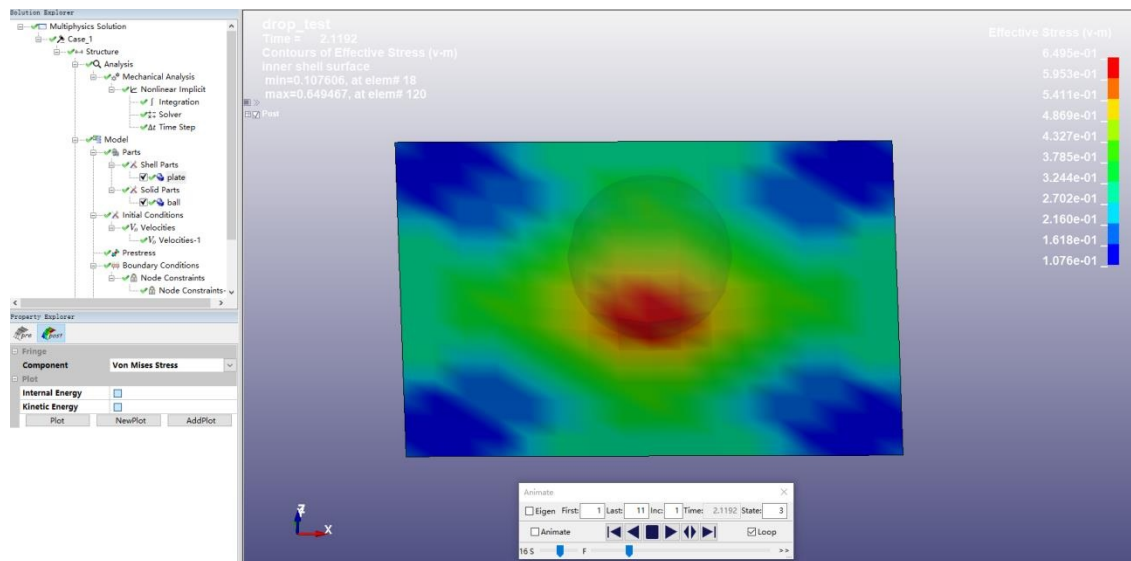 Solution Explorer
Multiphysics Solution
Case_1
Structure
Analysis
Mechanical Analysis
Nonlinear Implicit
Integration
Solver
Δt Time Step
Model
Parts
Shell Parts
plate
Solid Parts
ball
Initial Conditions
V₀ Velocities
V₀ Velocities-1
Prestress
Boundary Conditions
Node Constraints
Node Constraints-
Property Explorer
pre post
Fringe
Component Von Mises Stress
Plot
Internal Energy
Kinetic Energy
Plot NewPlot AddPlot
drop_test
Time = 2.1192
Contours of Effective Stress (v-m)
inner shell surface
min=0.107606, at elem# 18
max=0.649467, at elem# 120
Post
Effective Stress (v-m)
6.495e-01
5.953e-01
5.411e-01
4.869e-01
4.327e-01
3.785e-01
3.244e-01
2.702e-01
2.160e-01
1.618e-01
1.076e-01
X
Animate
Eigen First: 1 Last: 11 Inc: 1 Time: 2.1192 State: 3
Animate Loop
16 S F >>